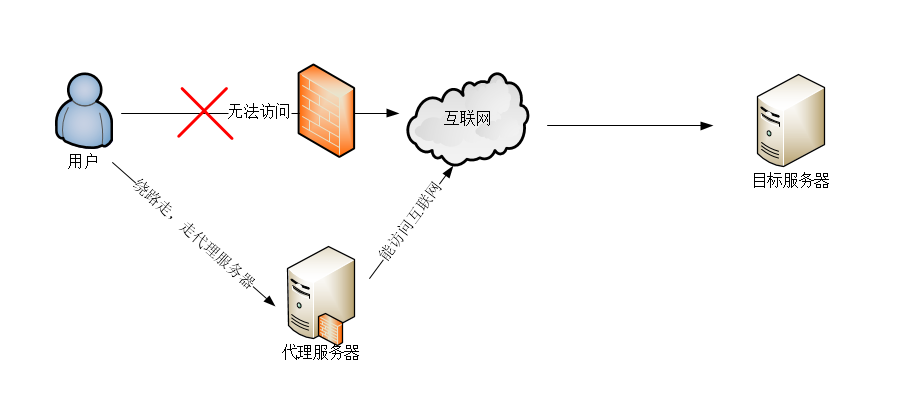 无法访问
互联网
用户
目标服务器
绕路走，走代理服务器
能访问互联网
代理服务器